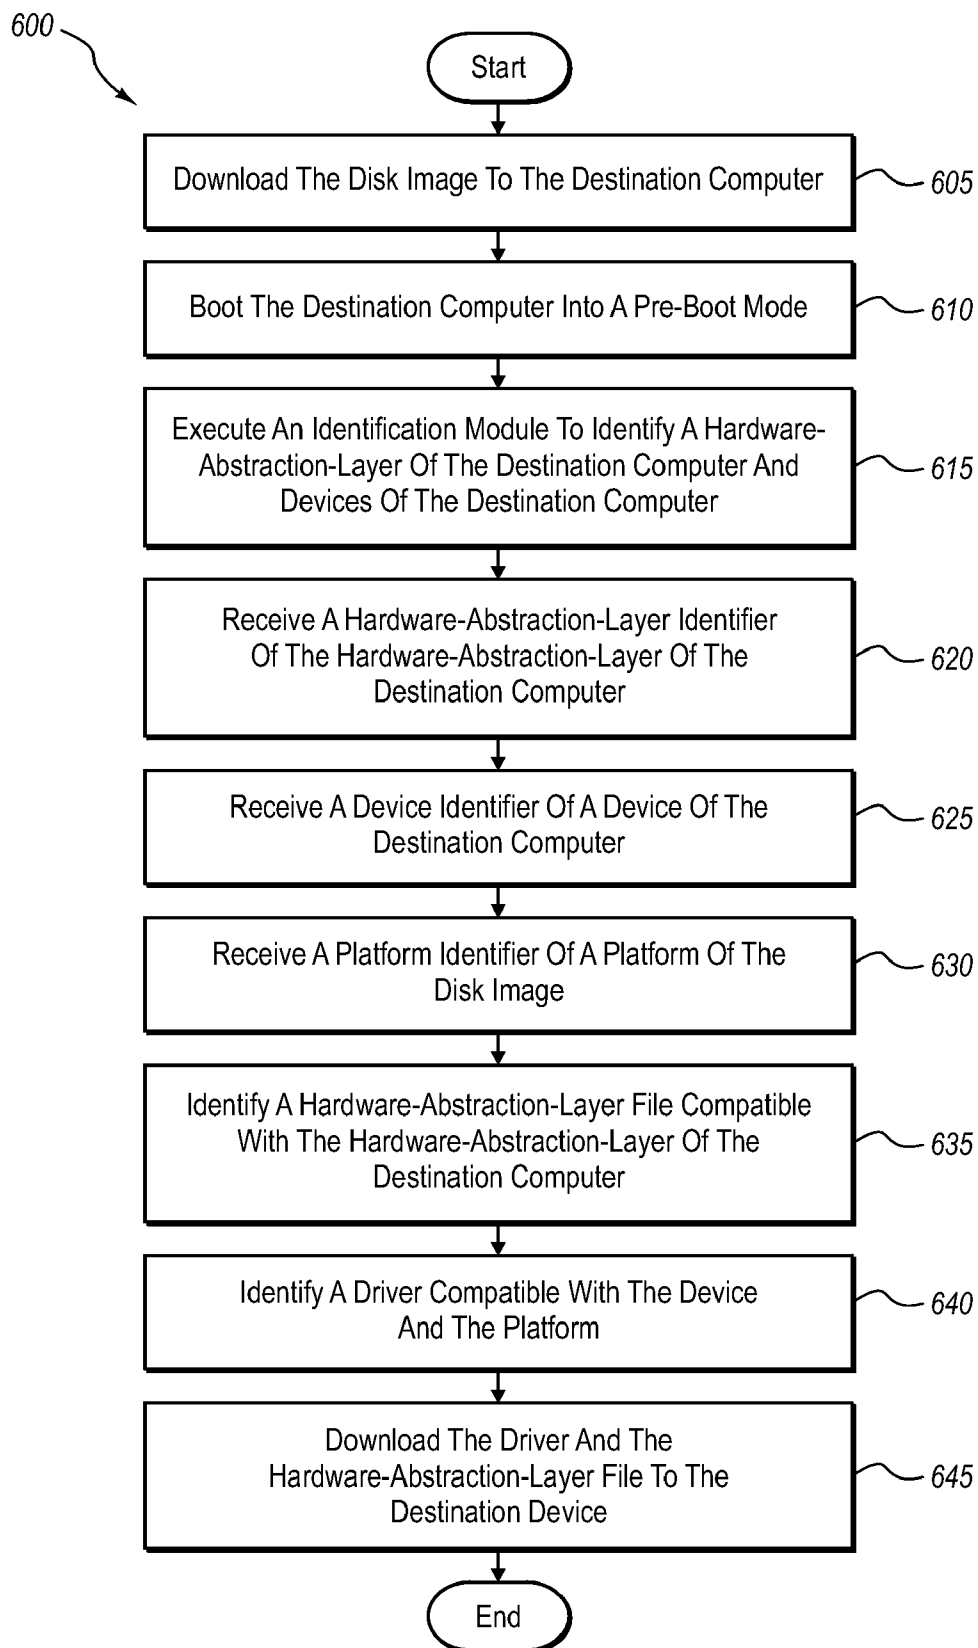 600
Start
Download The Disk Image To The Destination Computer
605
Boot The Destination Computer Into A Pre-Boot Mode
610
Execute An Identification Module To Identify A Hardware-
Abstraction-Layer Of The Destination Computer And
Devices Of The Destination Computer
615
Receive A Hardware-Abstraction-Layer Identifier
Of The Hardware-Abstraction-Layer Of The
Destination Computer
620
Receive A Device Identifier Of A Device Of The
Destination Computer
625
Receive A Platform Identifier Of A Platform Of The
Disk Image
630
Identify A Hardware-Abstraction-Layer File Compatible
With The Hardware-Abstraction-Layer Of The
Destination Computer
635
Identify A Driver Compatible With The Device
And The Platform
640
Download The Driver And The
Hardware-Abstraction-Layer File To The
Destination Device
645
End